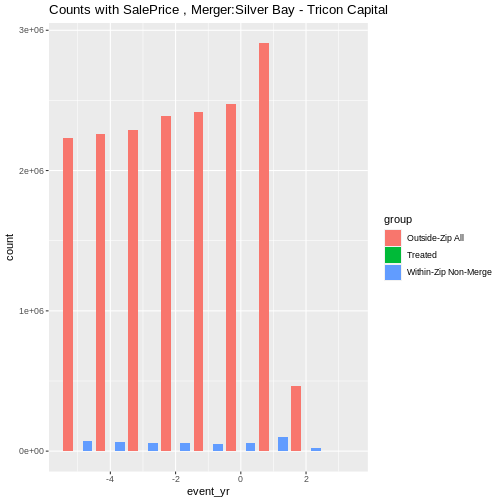 Counts with SalePrice , Merger:Silver Bay - Tricon Capital
3e+06
2e+06
1e+06
0e+00
count
-4
-2
0
2
event_yr
group
Outside-Zip All
Treated
Within-Zip Non-Merge